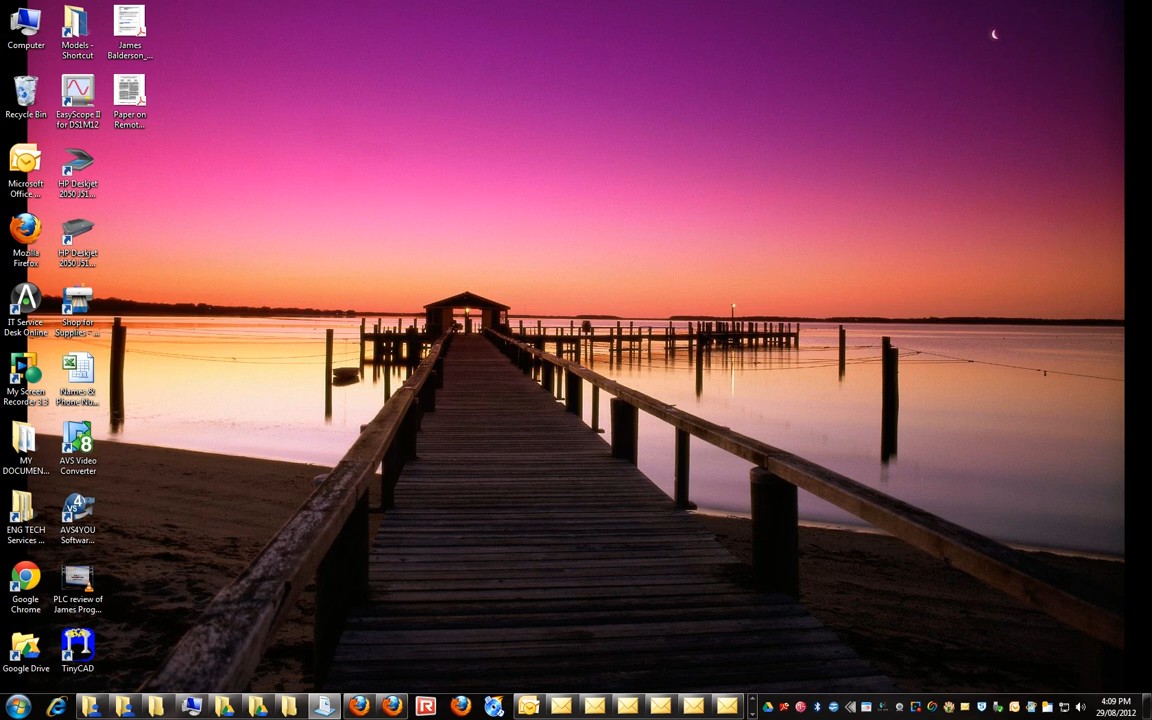 Computer
Recycle Bin
Microsoft
Office ...
Mozilla
Firefox
IT Service
Desk Online
My Screen
Recorder 3.3
MY
DOCUMEN...
ENG TECH
Services ...
Google
Chrome
Google Drive
Models -
Shortcut
EasyScope II
for DS1M12
HP Deskjet
2050 J51...
HP Deskjet
2050 J51...
Shop for
Supplies - ...
Names &
Phone Nu...
AVS Video
Converter
AVS4YOU
Softwar...
PLC review of
James Prog...
TinyCAD
James
Balderson_...
Paper on
Remot...
4:09 PM
29/08/2012